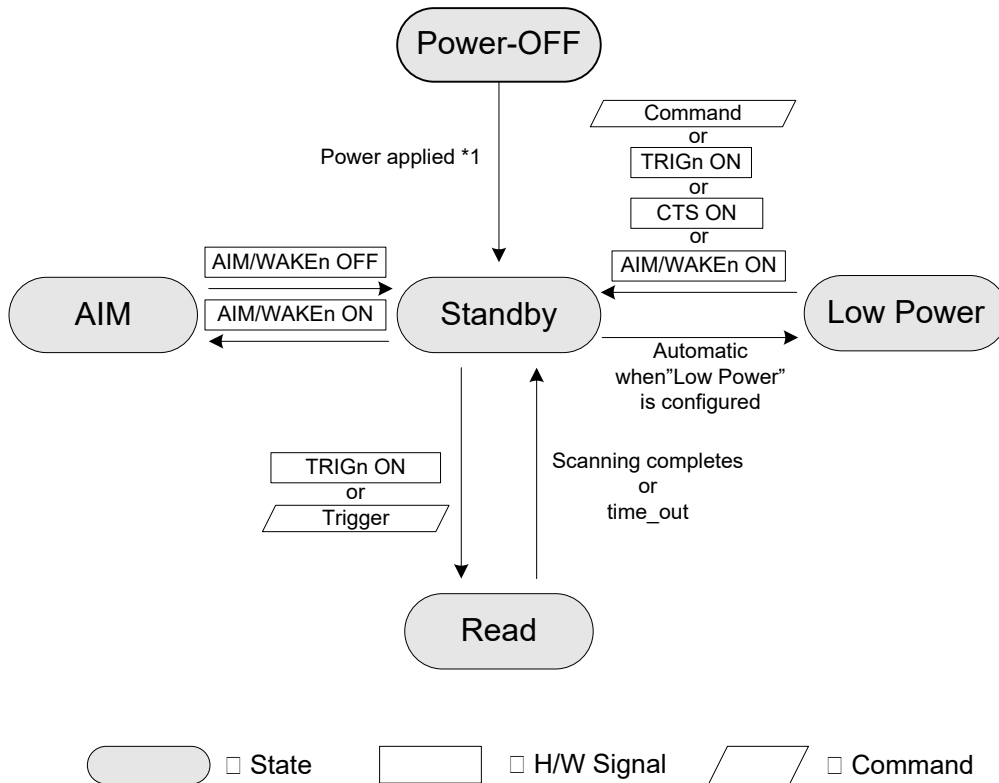 Power-OFF
Power applied *1
Command
or
TRIGn ON
or
CTS ON
or
AIM/WAKEn ON
AIM/WAKEn OFF
AIM/WAKEn ON
AIM
Standby
Low Power
Automatic
when"Low Power"
is configured
TRIGn ON
or
Trigger
Scanning completes
or
time_out
Read
□ State
□ H/W Signal
□ Command